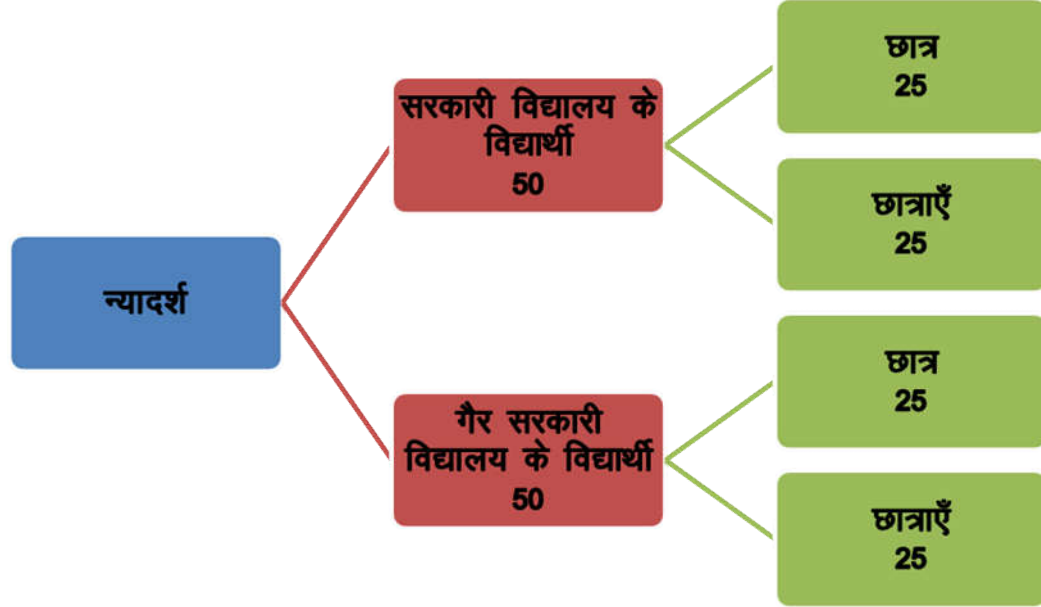 न्यादर्श
सरकारी विद्यालय के
विद्यार्थी
50
छात्र
25
छात्राएँ
25
गैर सरकारी
विद्यालय के विद्यार्थी
50
छात्र
25
छात्राएँ
25